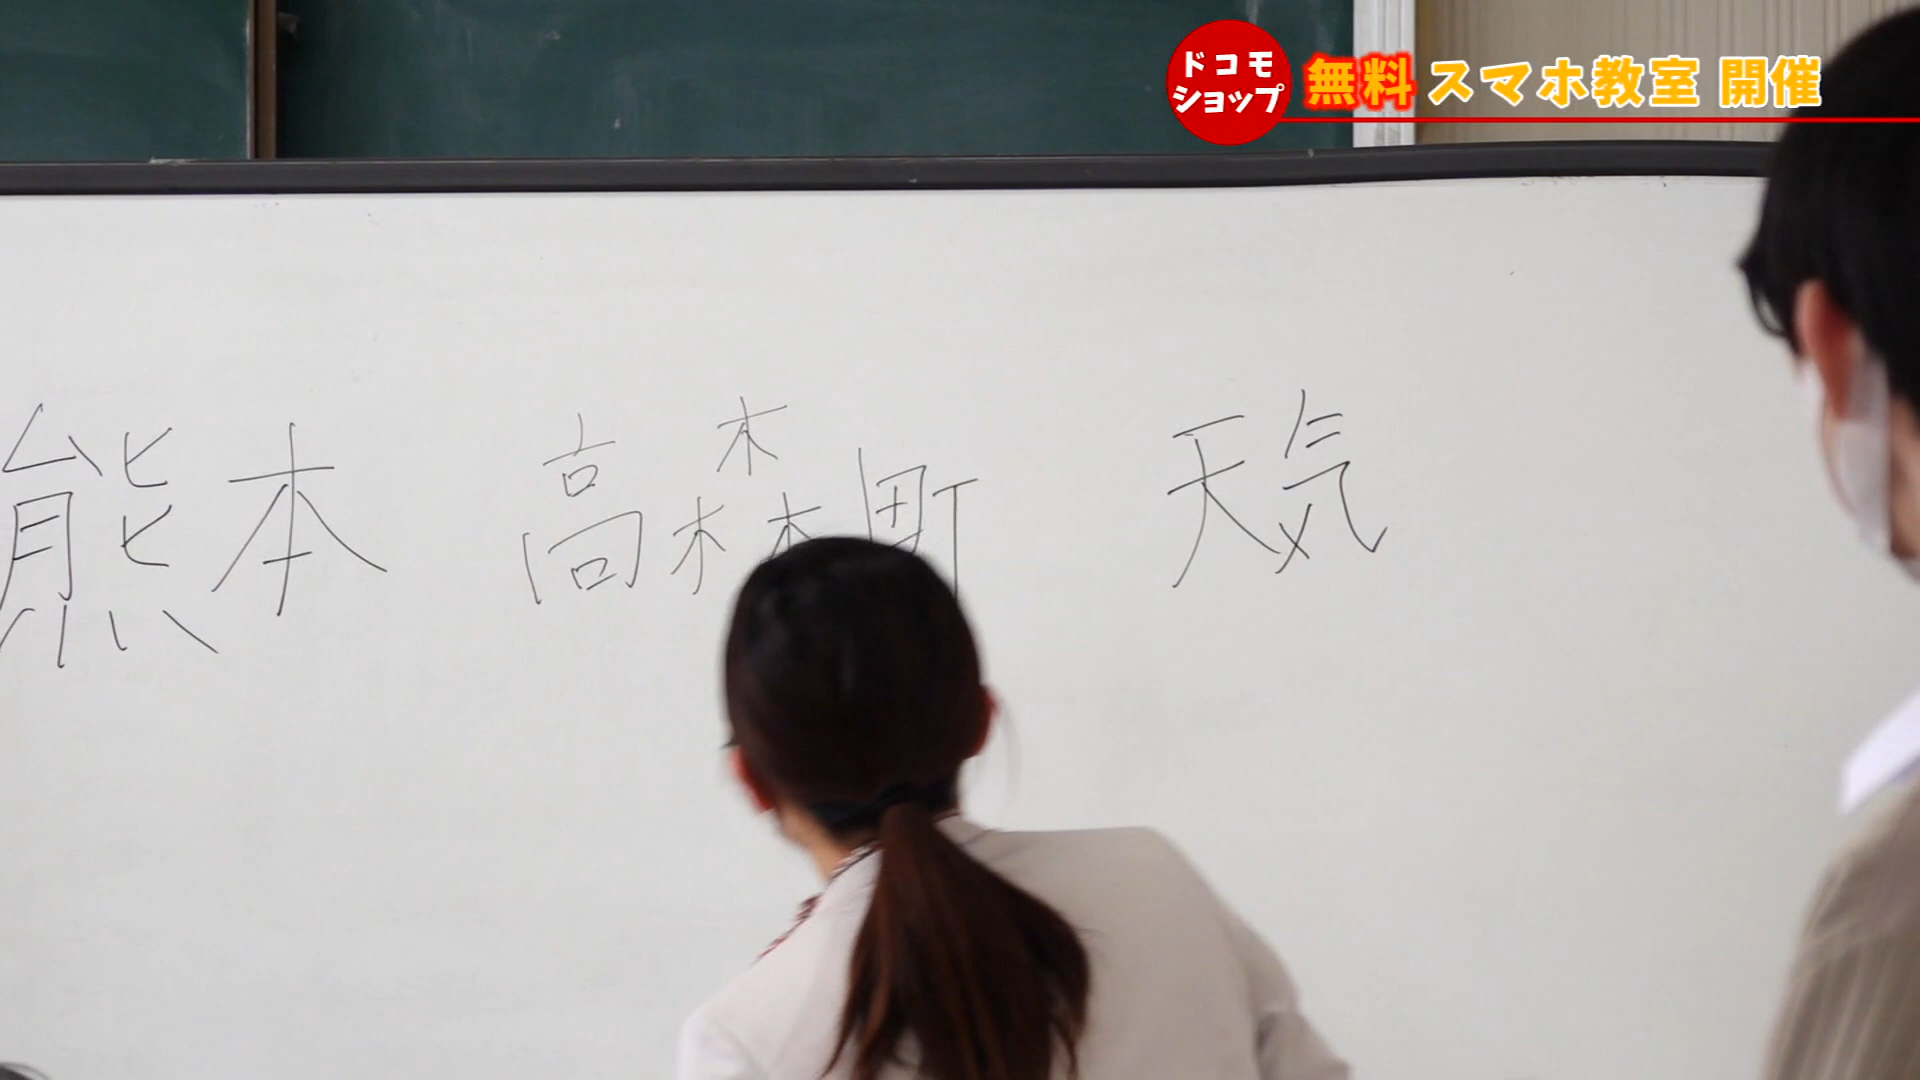 ドコモ
ショップ
無料 スマホ教室 開催
熊本 高森町 天気